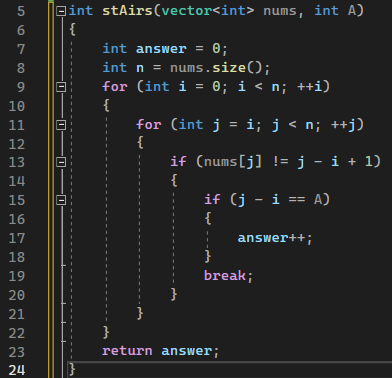 5 int stAirs(vector<int> nums, int A)
6 {
7     int answer = 0;
8     int n = nums.size();
9     for (int i = 0; i < n; ++i)
10     {
11         for (int j = i; j < n; ++j)
12         {
13             if (nums[j] != j - i + 1)
14             {
15                 if (j - i == A)
16                 {
17                     answer++;
18                 }
19                 break;
20             }
21         }
22     }
23     return answer;
24 }